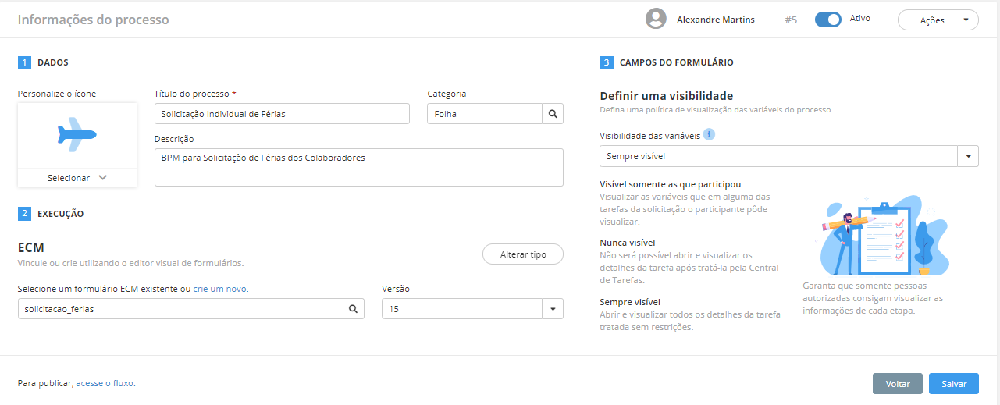 Informações do processo
Alexandre Martins
#5
Ativo
Ações
1 DADOS
Personalize o ícone
Selecionar
Título do processo *
Solicitação Individual de Férias
Categoria
Folha
Descrição
BPM para Solicitação de Férias dos Colaboradores
2 EXECUÇÃO
ECM
Vincule ou crie utilizando o editor visual de formulários.
Alterar tipo
Selecione um formulário ECM existente ou crie um novo.
solicitacao_ferias
Versão
15
3 CAMPOS DO FORMULÁRIO
Definir uma visibilidade
Defina uma política de visualização das variáveis do processo
Visibilidade das variáveis i
Sempre visível
Visível somente as que participou
Visualizar as variáveis que em alguma das
tarefas da solicitação o participante pôde
visualizar.
Nunca visível
Não será possível abrir e visualizar os
detalhes da tarefa após tratá-la pela Central
de Tarefas.
Sempre visível
Abrir e visualizar todos os detalhes da tarefa
tratada sem restrições.
Garanta que somente pessoas
autorizadas consigam visualizar as
informações de cada etapa.
Para publicar, acesse o fluxo.
Voltar
Salvar